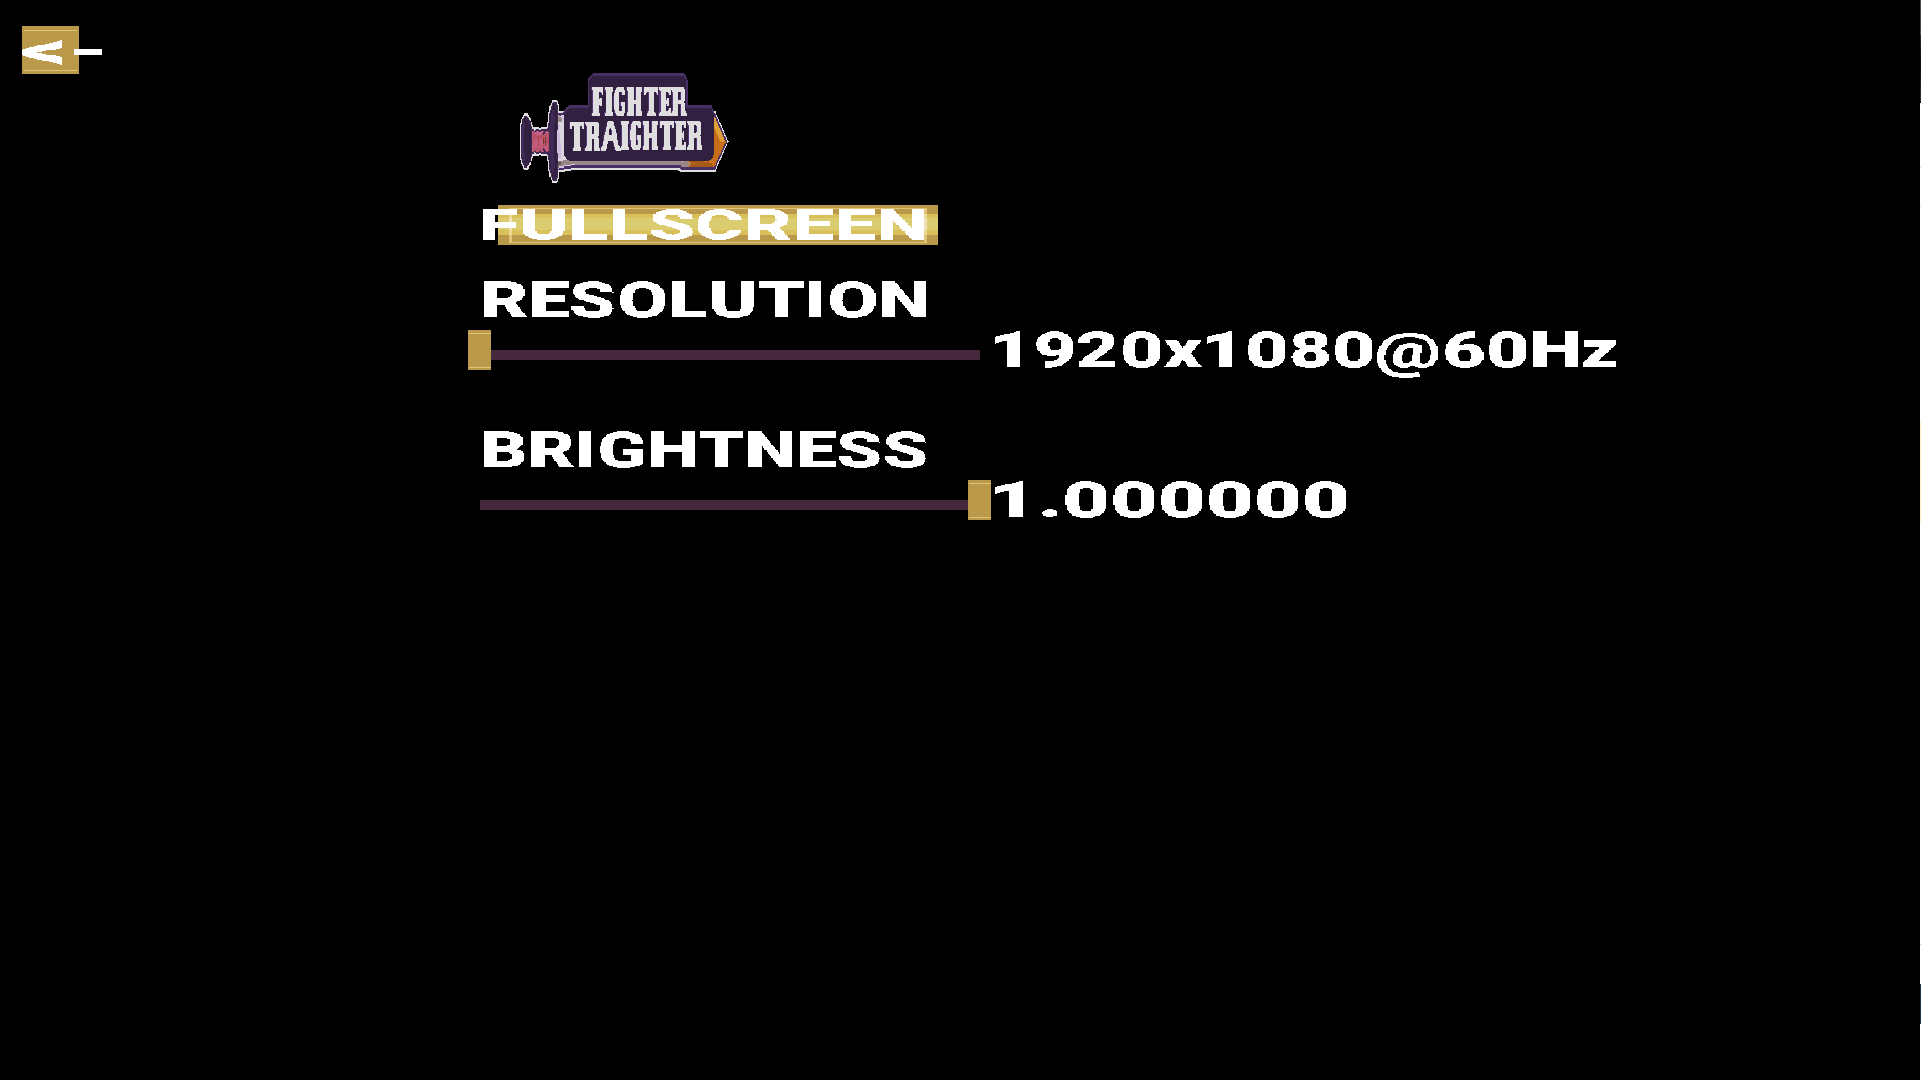 <-
FIGHTER
TRAIGHTER
FULLSCREEN
RESOLUTION
1920x1080@60Hz
BRIGHTNESS
1.000000